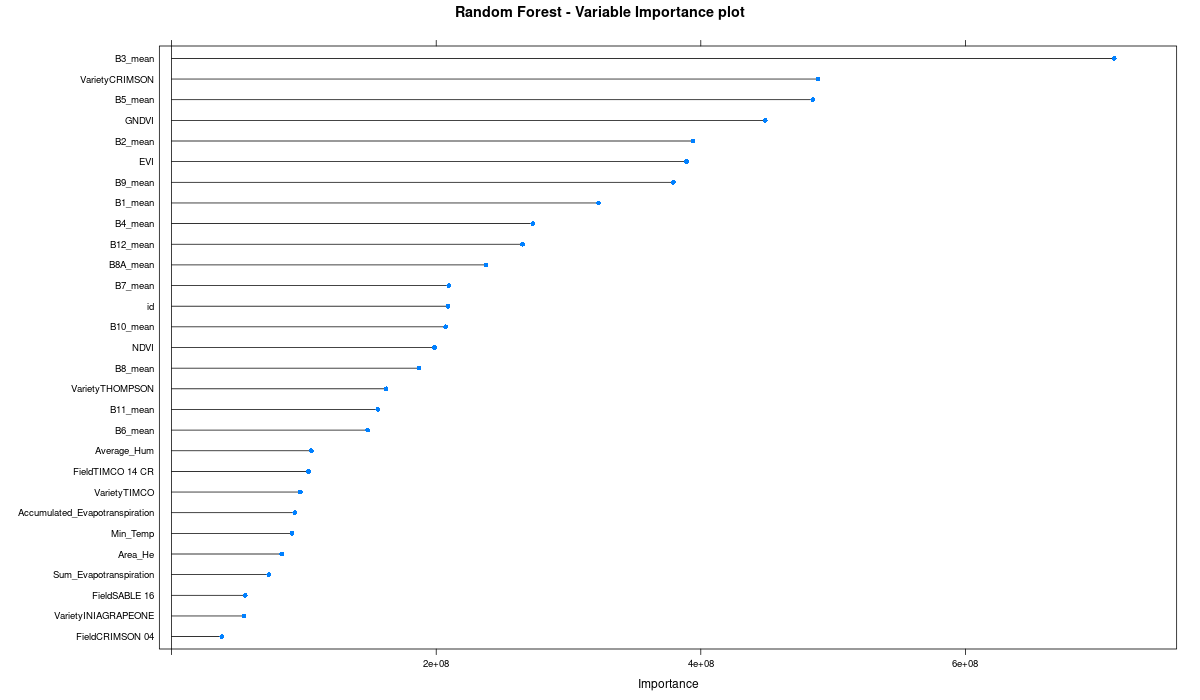 Random Forest - Variable Importance plot
B3_mean
VarietyCRIMSON
B5_mean
GNDVI
B2_mean
EVI
B9_mean
B1_mean
B4_mean
B12_mean
B8A_mean
B7_mean
id
B10_mean
NDVI
B8_mean
VarietyTHOMPSON
B11_mean
B6_mean
Average_Hum
FieldTIMCO 14 CR
VarietyTIMCO
Accumulated_Evapotranspiration
Min_Temp
Area_He
Sum_Evapotranspiration
FieldSABLE 16
VarietyINIAGRAPEONE
FieldCRIMSON 04
2e+08 4e+08 6e+08
Importance